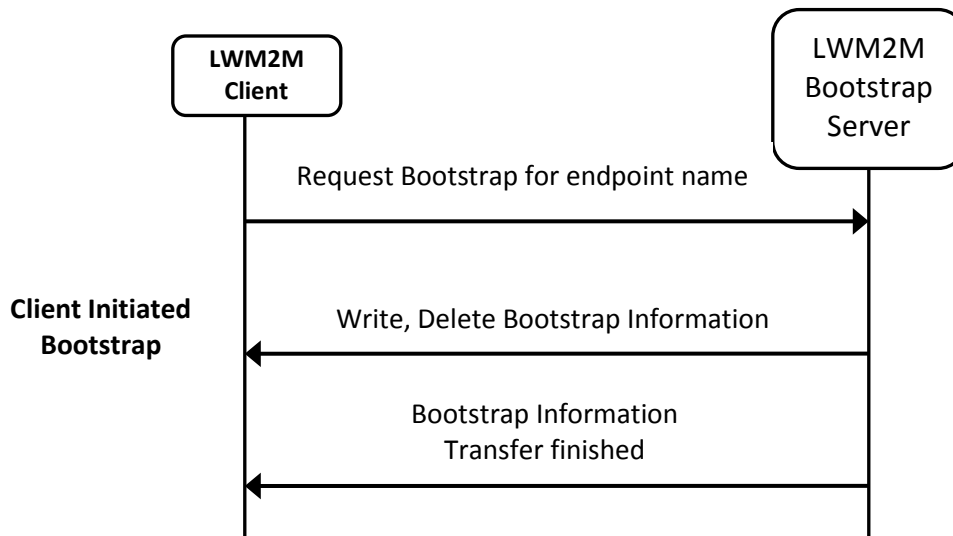 LWM2M
Client
LWM2M
Bootstrap
Server
Request Bootstrap for endpoint name
Client Initiated
Bootstrap
Write, Delete Bootstrap Information
Bootstrap Information
Transfer finished